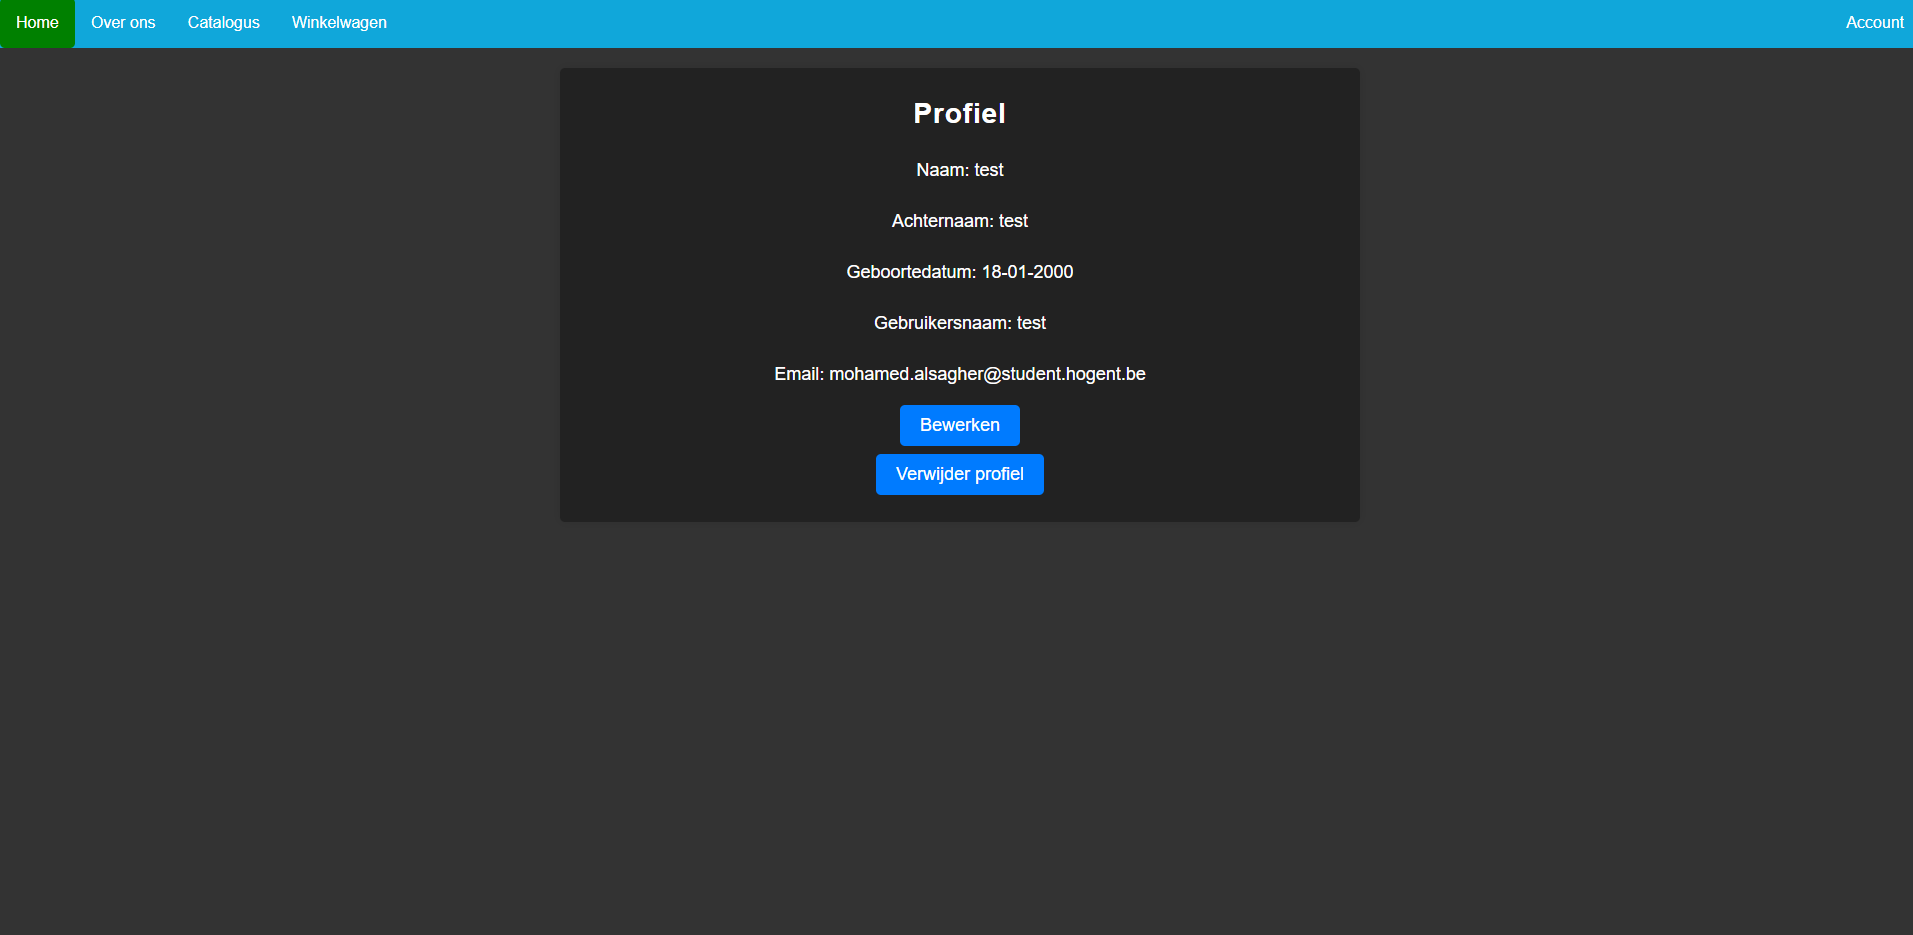 Home Over ons Catalogus Winkelwagen Account
Profiel
Naam: test
Achternaam: test
Geboortedatum: 18-01-2000
Gebruikersnaam: test
Email: mohamed.alsagher@student.hogent.be
Bewerken
Verwijder profiel